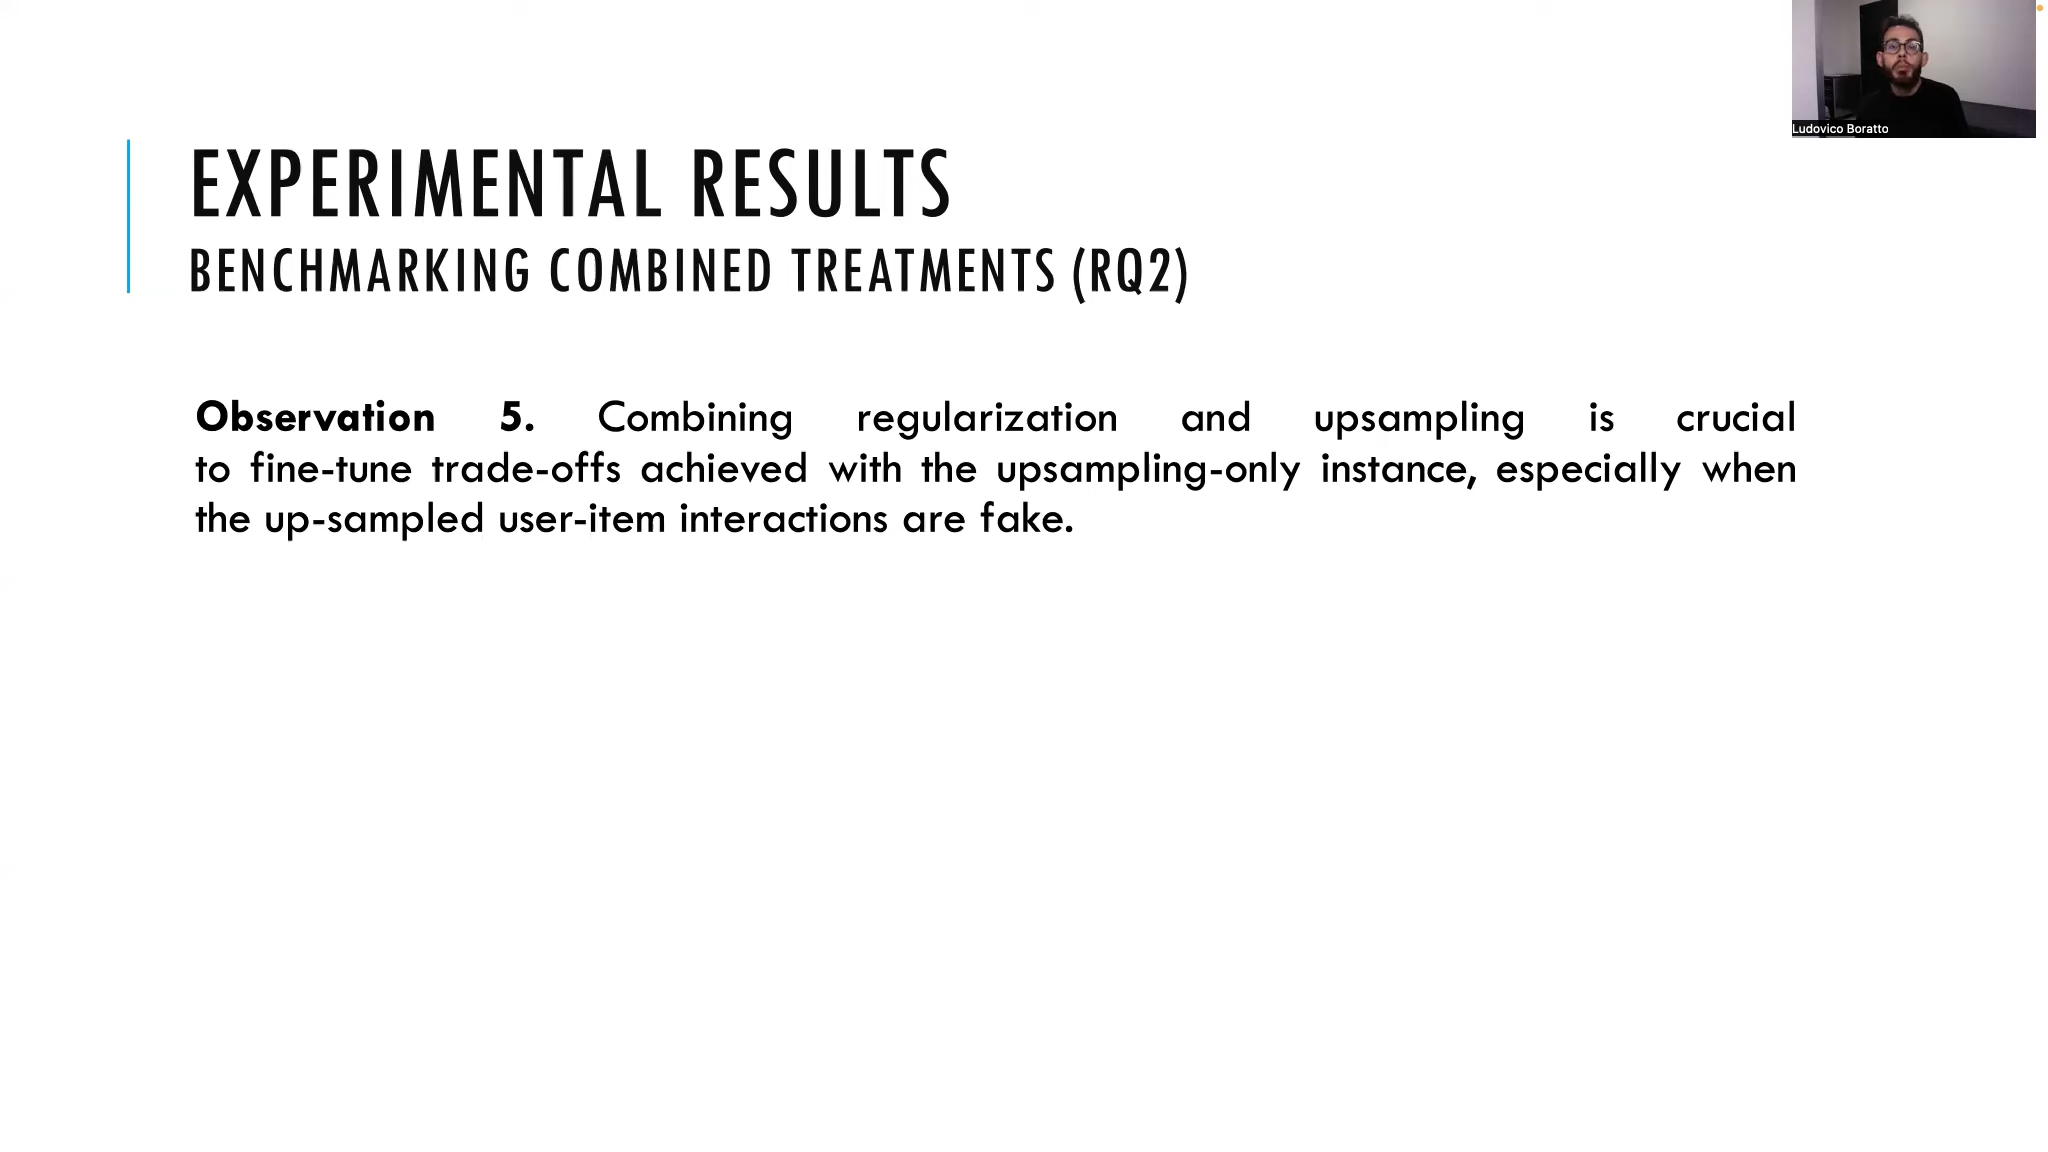 Ludovico Boratto
EXPERIMENTAL RESULTS
BENCHMARKING COMBINED TREATMENTS (RQ2)
Observation 5. Combining regularization and upsampling is crucial
to fine-tune trade-offs achieved with the upsampling-only instance, especially when
the up-sampled user-item interactions are fake.